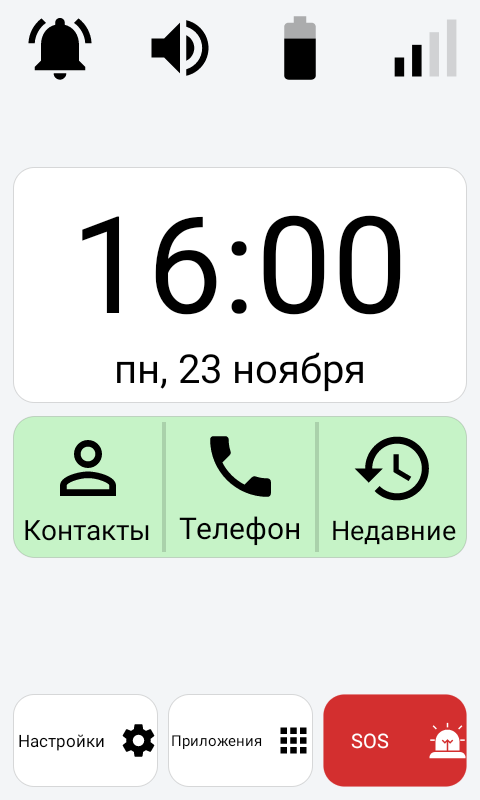 16:00
пн, 23 ноября
Контакты
Телефон
Недавние
Настройки
Приложения
SOS